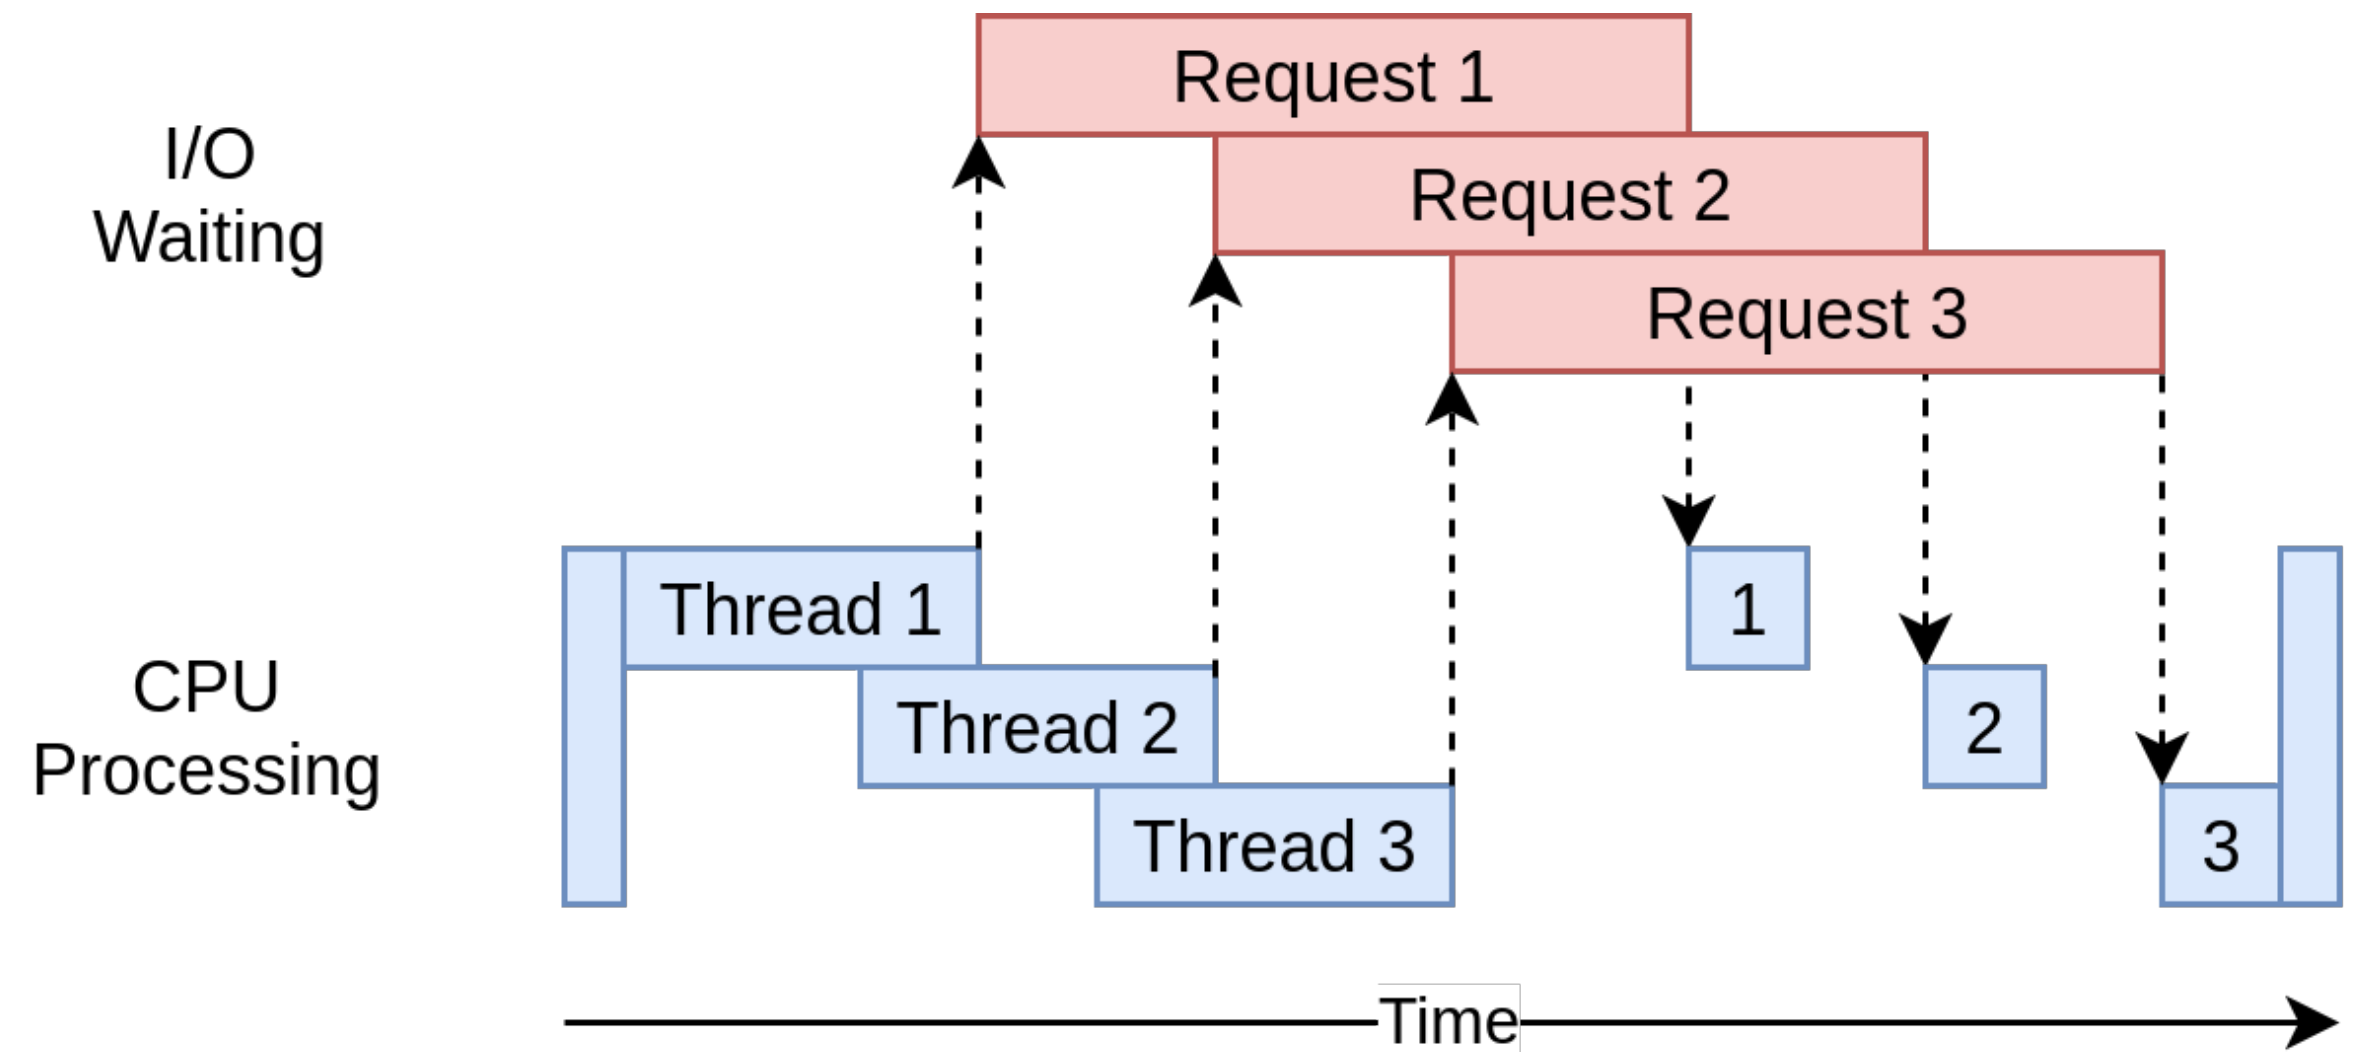 Request 1
I/O
Waiting
Request 2
Request 3
CPU
Processing
Thread 1
1
Thread 2
2
Thread 3
3
Time